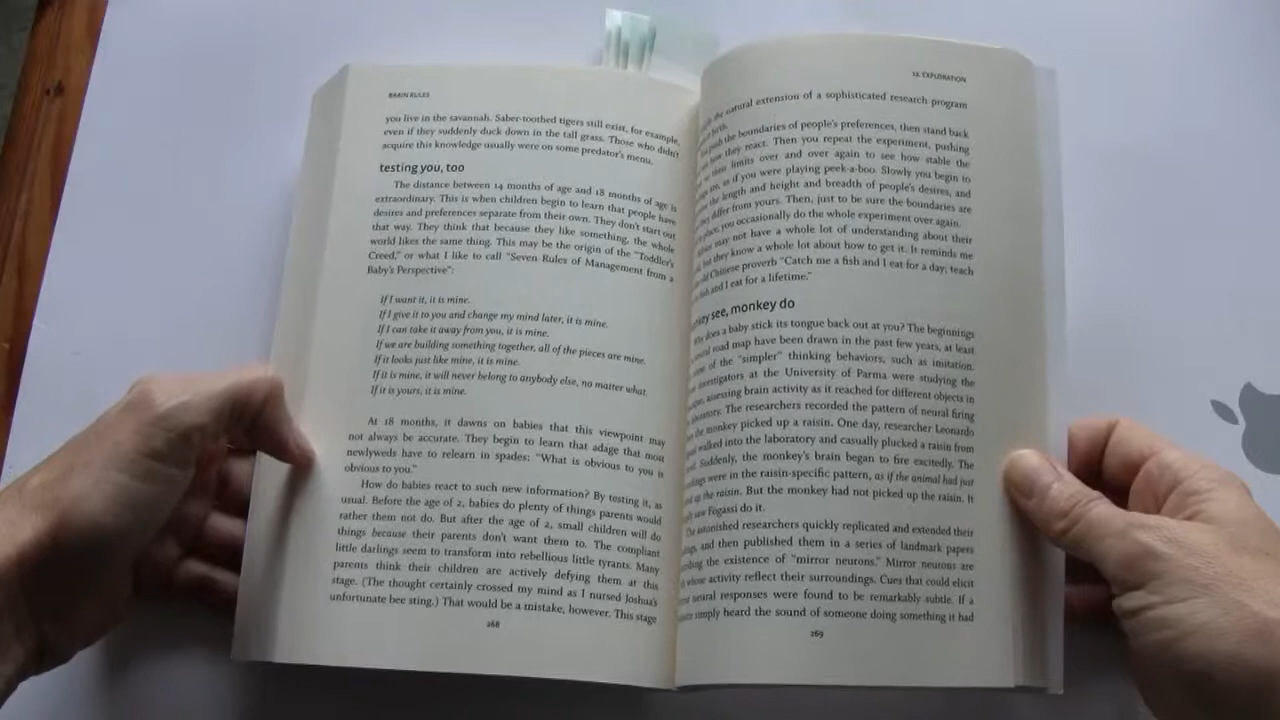 BRAIN RULES
you live in the savannah. Saber-toothed tigers still exist, for example,
even if they suddenly duck down in the tall grass. Those who didn't
acquire this knowledge usually were on some predator's menu.
testing you, too
The distance between 14 months of age and 18 months of age is
extraordinary. This is when children begin to learn that people have
desires and preferences separate from their own. They don't start out
that way. They think that because they like something, the whole
world likes the same thing. This may be the origin of the "Toddler's
Creed," or what I like to call "Seven Rules of Management from a
Baby's Perspective":
If I want it, it is mine.
If I give it to you and change my mind later, it is mine.
If I can take it away from you, it is mine.
If we are building something together, all of the pieces are mine.
If it looks just like mine, it is mine.
If it is mine, it will never belong to anybody else, no matter what.
If it is yours, it is mine.
At 18 months, it dawns on babies that this viewpoint may
not always be accurate. They begin to learn that adage that most
newlyweds have to relearn in spades: "What is obvious to you is
obvious to you."
How do babies react to such new information? By testing it, as
usual. Before the age of 2, babies do plenty of things parents would
rather them not do. But after the age of 2, small children will do
things because their parents don't want them to. The compliant
little darlings seem to transform into rebellious little tyrants. Many
parents think their children are actively defying them at this
stage. (The thought certainly crossed my mind as I nursed Joshua's
unfortunate bee sting.) That would be a mistake, however. This stage
268
12. EXPLORATION
the natural extension of a sophisticated research program
birth.
push the boundaries of people's preferences, then stand back
how they react. Then you repeat the experiment, pushing
their limits over and over again to see how stable the
are, as if you were playing peek-a-boo. Slowly you begin to
the length and height and breadth of people's desires, and
they differ from yours. Then, just to be sure the boundaries are
place, you occasionally do the whole experiment over again.
may not have a whole lot of understanding about their
but they know a whole lot about how to get it. It reminds me
old Chinese proverb "Catch me a fish and I eat for a day; teach
fish and I eat for a lifetime."
see, monkey do
Why does a baby stick its tongue back out at you? The beginnings
road map have been drawn in the past few years, at least
of the "simpler" thinking behaviors, such as imitation.
investigators at the University of Parma were studying the
assessing brain activity as it reached for different objects in
laboratory. The researchers recorded the pattern of neural firing
the monkey picked up a raisin. One day, researcher Leonardo
walked into the laboratory and casually plucked a raisin from
Suddenly, the monkey's brain began to fire excitedly. The
were in the raisin-specific pattern, as if the animal had just
up the raisin. But the monkey had not picked up the raisin. It
saw Fogassi do it.
The astonished researchers quickly replicated and extended their
and then published them in a series of landmark papers
the existence of "mirror neurons." Mirror neurons are
whose activity reflect their surroundings. Cues that could elicit
neural responses were found to be remarkably subtle. If a
simply heard the sound of someone doing something it had
269